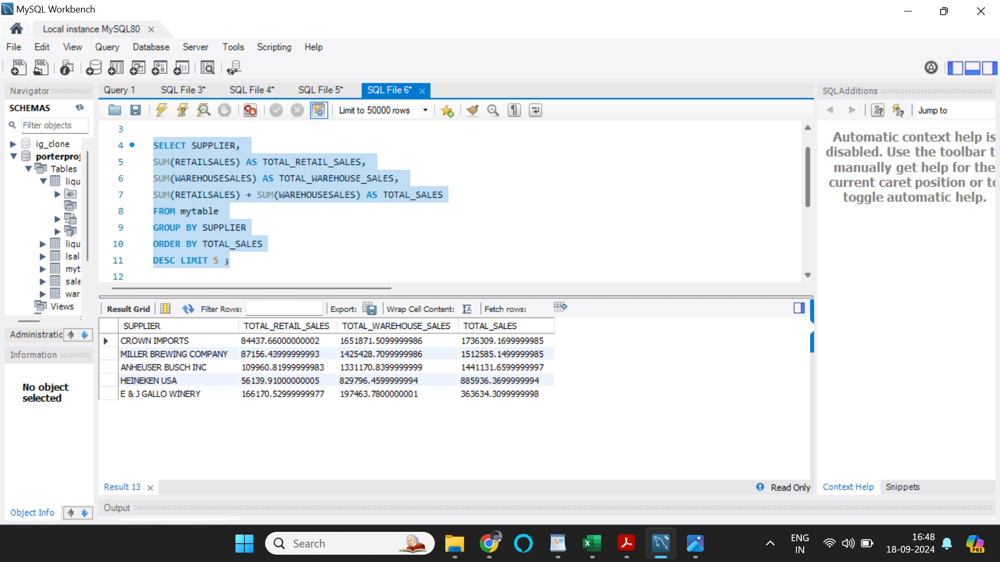 MySQL Workbench
Local instance MySQL80
File Edit View Query Database Server Tools Scripting Help
Navigator
SCHEMAS
Filter objects
ig_clone
porterproj
Tables
liqu
liqu
lsal
myt
sale
war
Views
Administratic
Information
No object
selected
Object Info
Query 1 SQL File 3* SQL File 4* SQL File 5* SQL File 6*
Limit to 50000 rows
3
4 SELECT SUPPLIER,
5 SUM(RETAILSALES) AS TOTAL_RETAIL_SALES,
6 SUM(WAREHOUSESALES) AS TOTAL_WAREHOUSE_SALES,
7 SUM(RETAILSALES) + SUM(WAREHOUSESALES) AS TOTAL_SALES
8 FROM mytable
9 GROUP BY SUPPLIER
10 ORDER BY TOTAL_SALES
11 DESC LIMIT 5 ;
12
Result Grid Filter Rows: Export: Wrap Cell Content: Fetch rows:
SUPPLIER TOTAL_RETAIL_SALES TOTAL_WAREHOUSE_SALES TOTAL_SALES
CROWN IMPORTS 84437.66000000002 1651871.5099999986 1736309.1699999985
MILLER BREWING COMPANY 87156.43999999993 1425428.7099999986 1512585.1499999985
ANHEUSER BUSCH INC 109960.81999999983 1331170.8399999999 1441131.6599999997
HEINEKEN USA 56139.91000000005 829796.4599999994 885936.3699999994
E & J GALLO WINERY 166170.52999999977 197463.7800000001 363634.3099999998
Result 13
Read Only
Output
SQLAdditions
Jump to
Automatic context help is
disabled. Use the toolbar t
manually get help for the
current caret position or to
toggle automatic help.
Context Help Snippets
Search
ENG
IN
16:48
18-09-2024
PRE